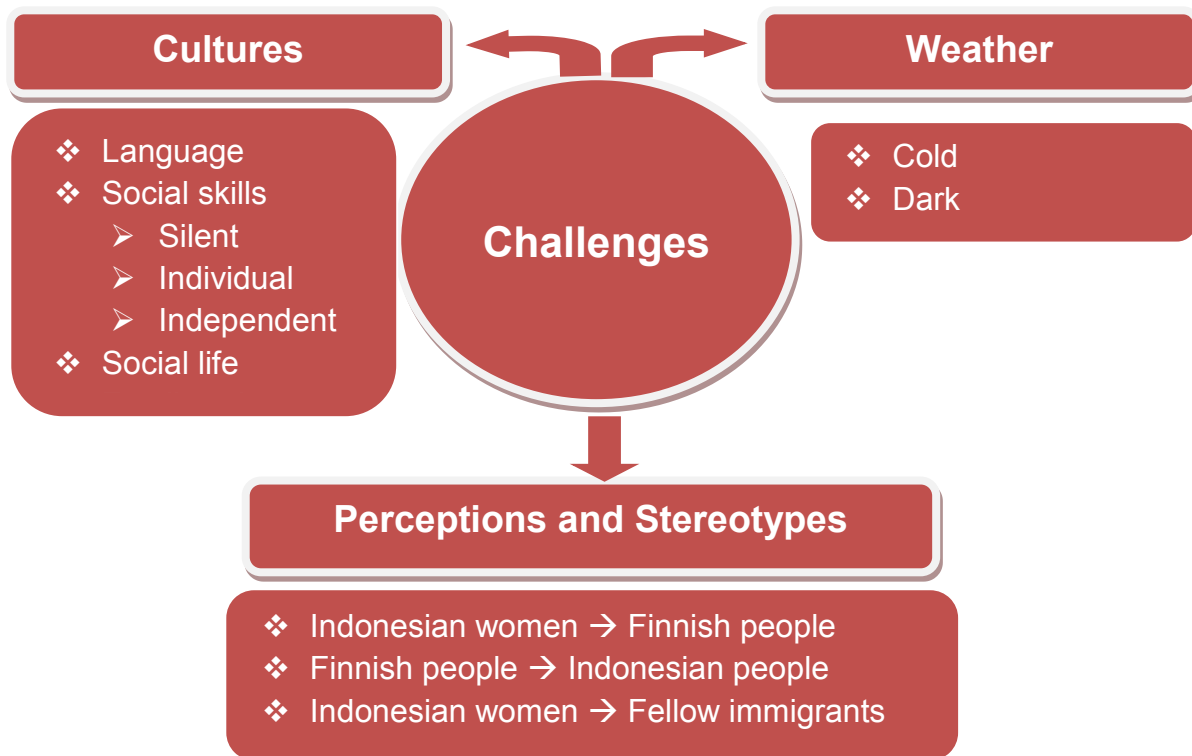 Cultures
❖ Language
❖ Social skills
➢ Silent
➢ Individual
➢ Independent
❖ Social life
Weather
❖ Cold
❖ Dark
Challenges
Perceptions and Stereotypes
❖ Indonesian women → Finnish people
❖ Finnish people → Indonesian people
❖ Indonesian women → Fellow immigrants